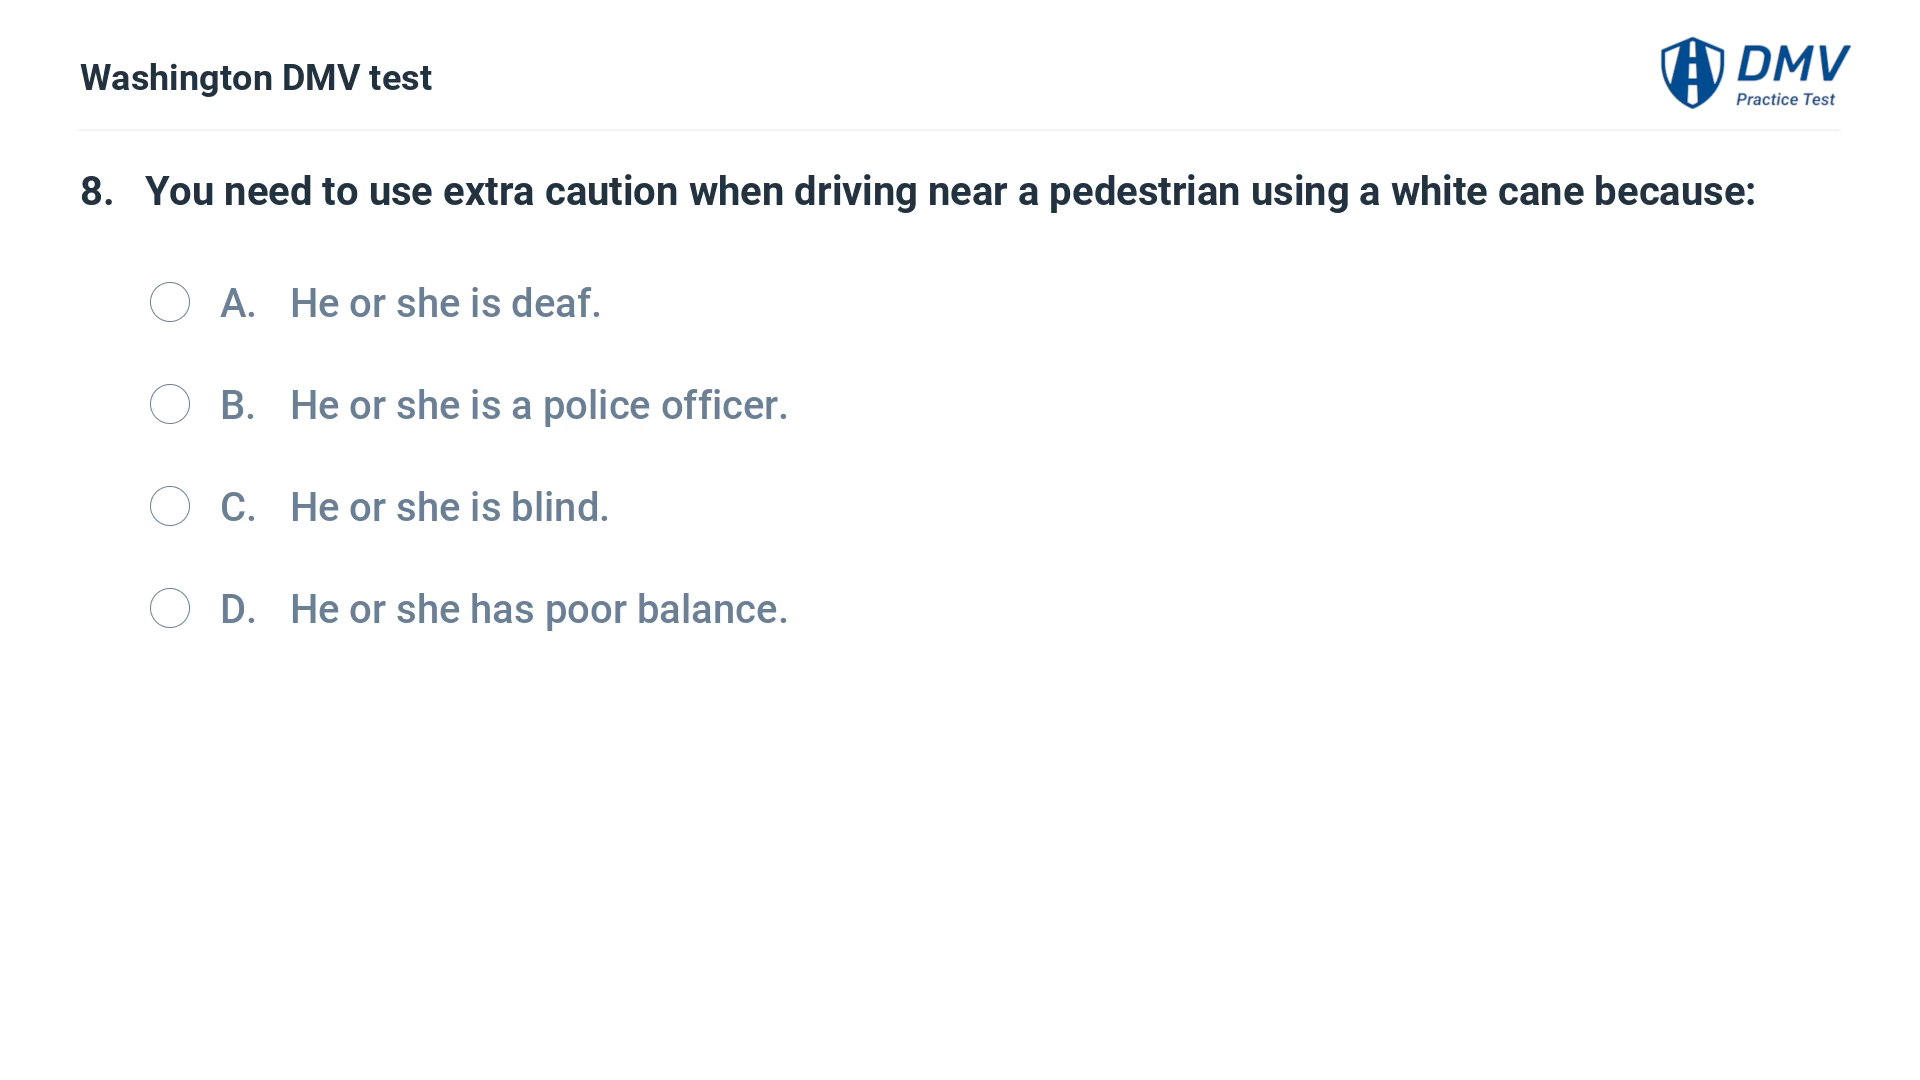 Washington DMV test
DMV
Practice Test
8. You need to use extra caution when driving near a pedestrian using a white cane because:
A. He or she is deaf.
B. He or she is a police officer.
C. He or she is blind.
D. He or she has poor balance.